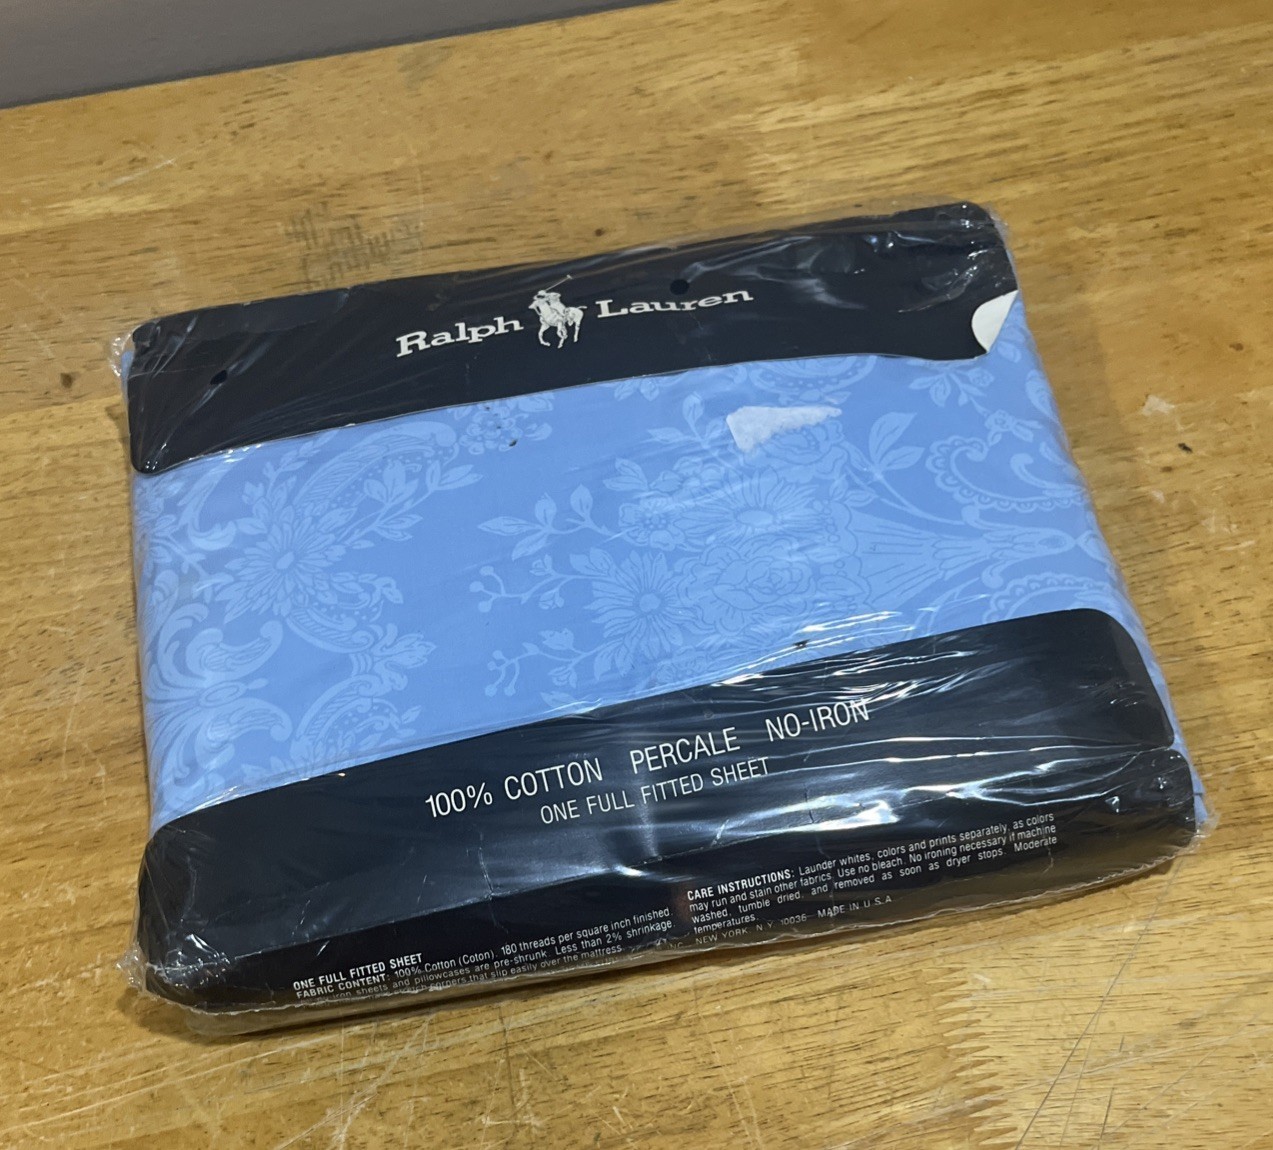 Ralph Lauren
100% COTTON PERCALE NO-IRON
ONE FULL FITTED SHEET
ONE FULL FITTED SHEET
FABRIC CONTENT: 100% Cotton (Coton). 180 threads per square inch finished.
iron sheets and pillowcases are pre-shrunk. Less than 2% shrinkage
corners that slip easily over the mattress.
CARE INSTRUCTIONS: Launder whites, colors and prints separately, as colors
may run and stain other fabrics. Use no bleach. No ironing necessary if machine
washed, tumble dried, and removed as soon as dryer stops. Moderate
temperatures.
INC. NEW YORK, N.Y. 10036 MADE IN U.S.A.